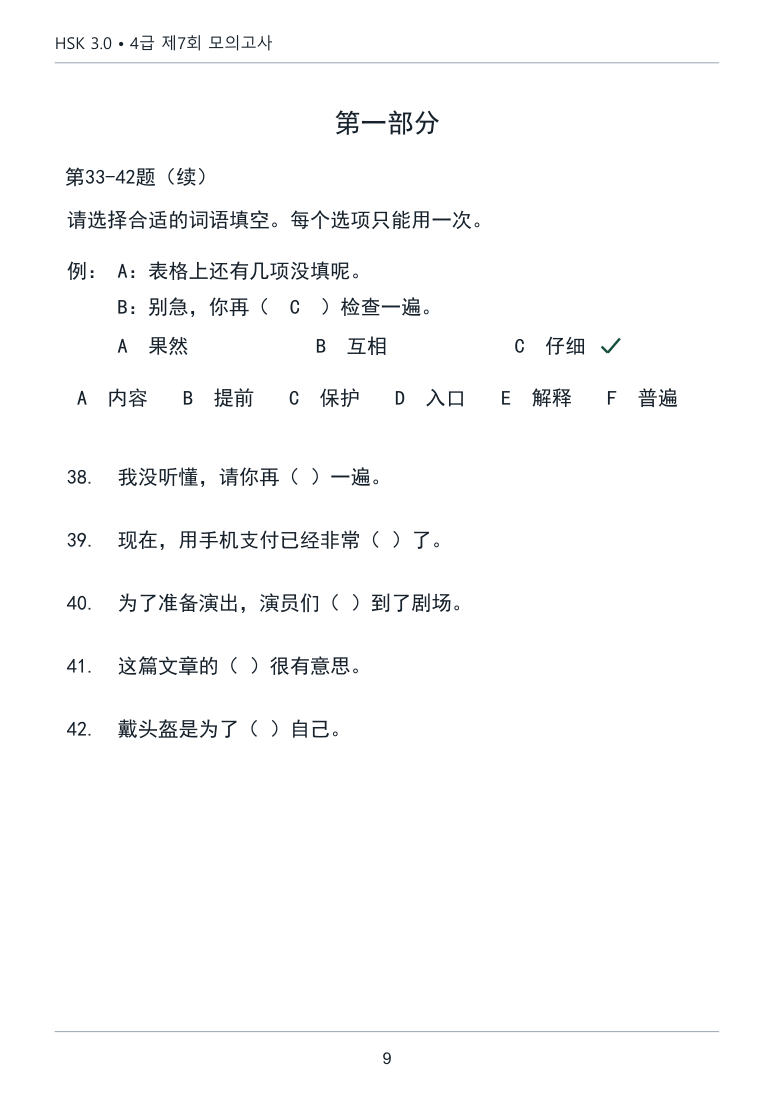 HSK 3.0 • 4급 제7회 모의고사
第一部分
第33-42题（续）
请选择合适的词语填空。每个选项只能用一次。
例： A：表格上还有几项没填呢。
B：别急，你再（ C ）检查一遍。
A 果然 B 互相 C 仔细 ✓
A 内容 B 提前 C 保护 D 入口 E 解释 F 普遍
38. 我没听懂，请你再（ ）一遍。
39. 现在，用手机支付已经非常（ ）了。
40. 为了准备演出，演员们（ ）到了剧场。
41. 这篇文章的（ ）很有意思。
42. 戴头盔是为了（ ）自己。
9